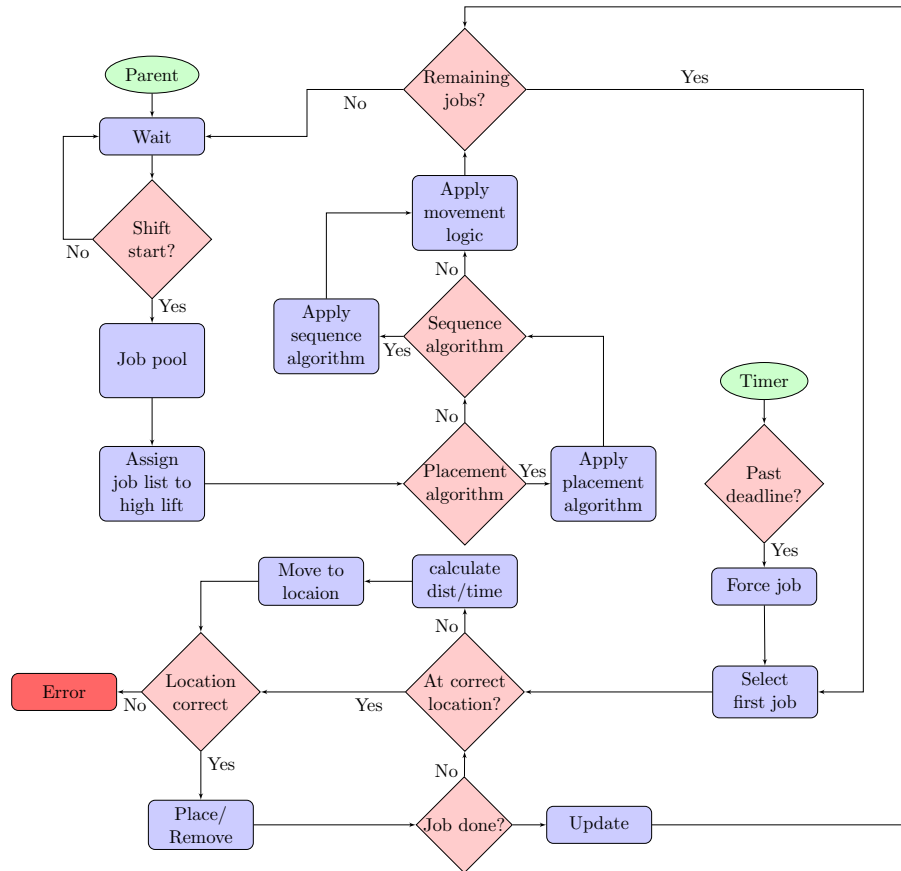 Remaining
jobs?
Yes
No
Parent
Wait
Shift
start?
No
Yes
Job pool
Assign
job list to
high lift
Apply
movement
logic
No
Apply
sequence
algorithm
Yes
Sequence
algorithm
No
Placement
algorithm
Yes
Apply
placement
algorithm
Timer
Past
deadline?
Yes
Force job
Select
first job
calculate
dist/time
Move to
locaion
No
At correct
location?
Yes
Location
correct
No
Error
Yes
Place/
Remove
No
Job done?
Update